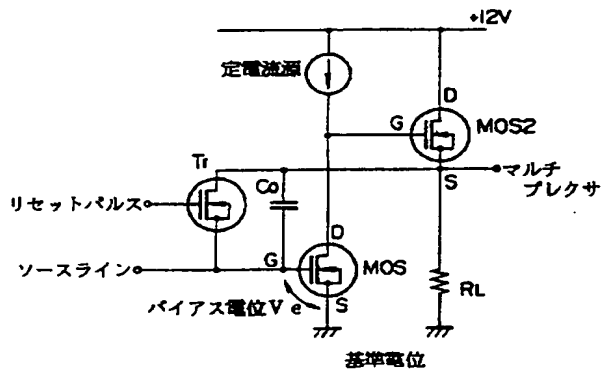 +12V
定電流源
D
G
MOS2
Tr
Co
S
マルチ
プレクサ
リセットパルス
D
ソースライン
G
MOS
バイアス電位Ve
S
RL
基準電位